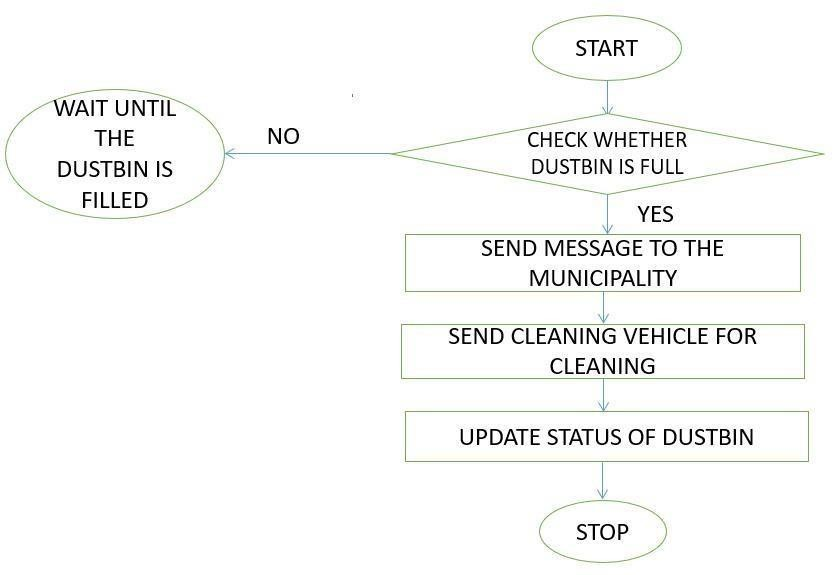 START
WAIT UNTIL
THE
DUSTBIN IS
FILLED
NO
CHECK WHETHER
DUSTBIN IS FULL
YES
SEND MESSAGE TO THE
MUNICIPALITY
SEND CLEANING VEHICLE FOR
CLEANING
UPDATE STATUS OF DUSTBIN
STOP